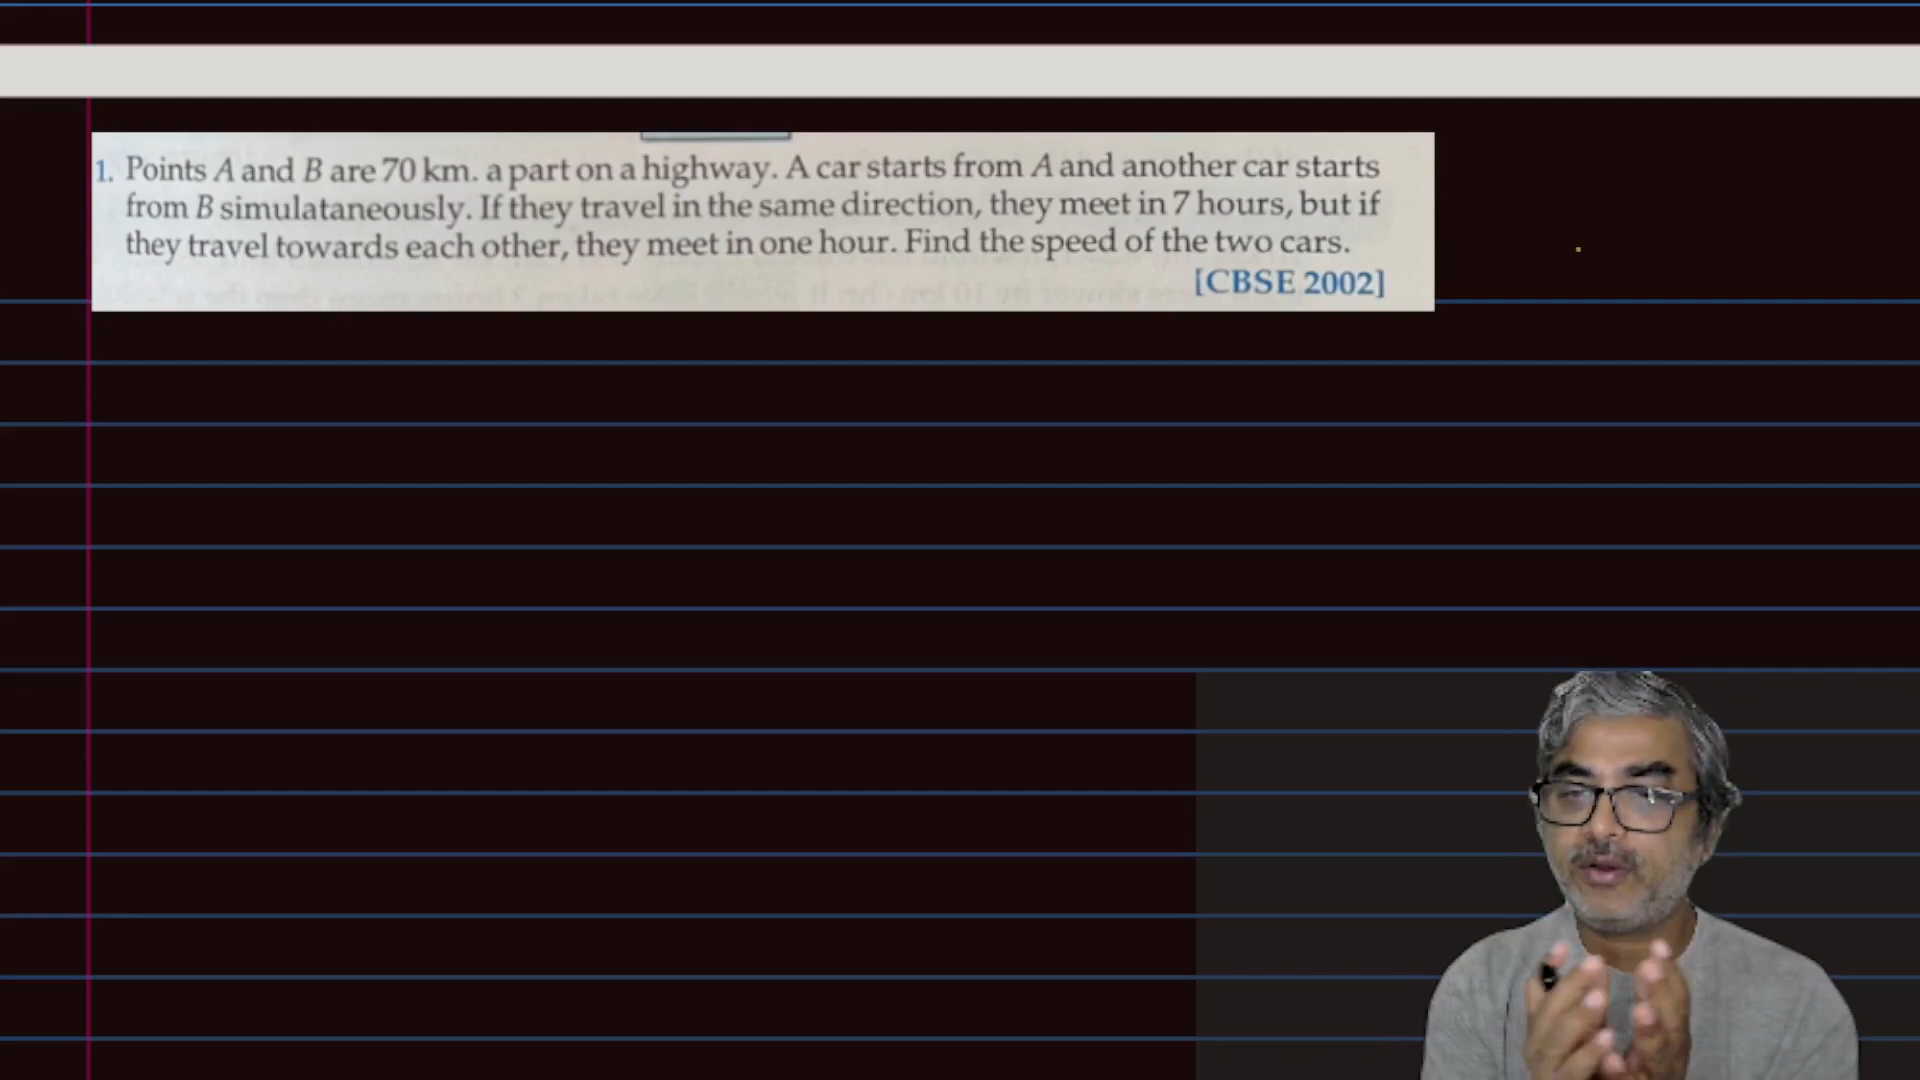 1. Points A and B are 70 km. a part on a highway. A car starts from A and another car starts
from B simulataneously. If they travel in the same direction, they meet in 7 hours, but if
they travel towards each other, they meet in one hour. Find the speed of the two cars.
[CBSE 2002]